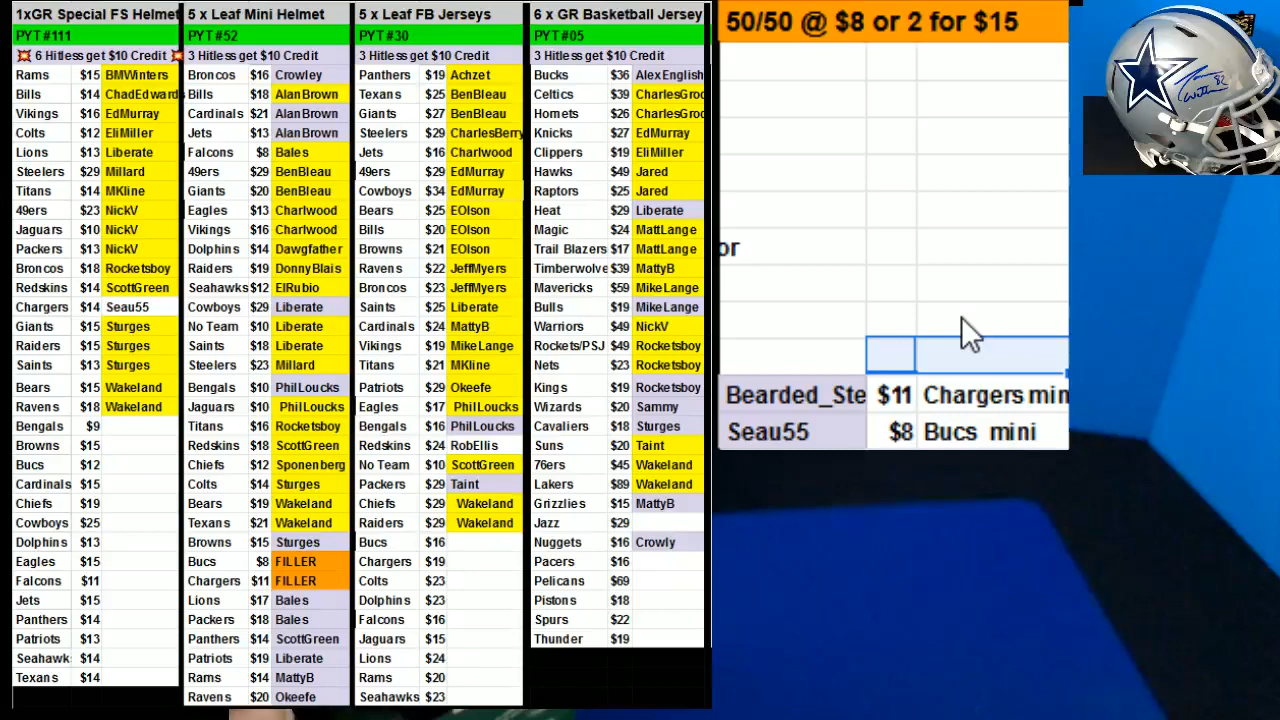 1xGR Special FS Helmet
PYT #111
6 Hitless get $10 Credit
Rams $15 BMWinters
Bills $14 ChadEdward
Vikings $16 EdMurray
Colts $12 EliMiller
Lions $13 Liberate
Steelers $29 Millard
Titans $14 MKline
49ers $23 NickV
Jaguars $10 NickV
Packers $13 NickV
Broncos $18 Rocketsboy
Redskins $14 ScottGreen
Chargers $14 Seau55
Giants $15 Sturges
Raiders $15 Sturges
Saints $13 Sturges
Bears $15 Wakeland
Ravens $18 Wakeland
Bengals $9
Browns $15
Bucs $12
Cardinals $15
Chiefs $19
Cowboys $25
Dolphins $13
Eagles $15
Falcons $11
Jets $15
Panthers $14
Patriots $13
Seahawk $14
Texans $14
5 x Leaf Mini Helmet
PYT #52
3 Hitless get $10 Credit
Broncos $16 Crowley
Bills $18 AlanBrown
Cardinals $21 AlanBrown
Jets $13 AlanBrown
Falcons $8 Bales
49ers $29 BenBleau
Giants $20 BenBleau
Eagles $13 Charlwood
Vikings $16 Charlwood
Dolphins $14 Dawgfather
Raiders $19 DonnyBlais
Seahawks $12 ElRubio
Cowboys $29 Liberate
No Team $10 Liberate
Saints $18 Liberate
Steelers $23 Millard
Bengals $10 PhilLoucks
Jaguars $10 PhilLoucks
Titans $16 Rocketboy
Redskins $18 ScottGreen
Chiefs $12 Sponenberg
Colts $14 Sturges
Bears $19 Wakeland
Texans $21 Wakeland
Browns $15 Sturges
Bucs $8 FILLER
Chargers $11 FILLER
Lions $17 Bales
Packers $18 Bales
Panthers $14 ScottGreen
Patriots $19 Liberate
Rams $14 MattyB
Ravens $20 Okeefe
5 x Leaf FB Jerseys
PYT #30
3 Hitless get $10 Credit
Panthers $19 Achzet
Texans $25 BenBleau
Giants $27 BenBleau
Steelers $29 CharlesBerry
Jets $16 Charlwood
49ers $29 EdMurray
Cowboys $34 EdMurray
Bears $25 EOlson
Bills $20 EOlson
Browns $21 EOlson
Ravens $22 JeffMyers
Broncos $23 JeffMyers
Saints $25 Liberate
Cardinals $24 MattyB
Vikings $19 MikeLange
Titans $21 MKline
Patriots $29 Okeefe
Eagles $17 PhilLoucks
Bengals $16 PhilLoucks
Redskins $24 RobEllis
No Team $10 ScottGreen
Packers $29 Taint
Chiefs $29 Wakeland
Raiders $29 Wakeland
Bucs $16
Chargers $19
Colts $23
Dolphins $23
Falcons $16
Jaguars $15
Lions $24
Rams $20
Seahawks $23
6 x GR Basketball Jersey
PYT #05
3 Hitless get $10 Credit
Bucks $36 AlexEnglish
Celtics $39 CharlesGroo
Hornets $26 CharlesGroo
Knicks $27 EdMurray
Clippers $19 EliMiller
Hawks $49 Jared
Raptors $25 Jared
Heat $29 Liberate
Magic $24 MattLange
Trail Blazers $17 MattLange
Timberwolve $39 MattyB
Mavericks $59 MikeLange
Bulls $19 MikeLange
Warriors $49 NickV
Rockets/PSJ $49 Rocketsboy
Nets $23 Rocketsboy
Kings $19 Rocketsboy
Wizards $20 Sammy
Cavaliers $18 Sturges
Suns $20 Taint
76ers $45 Wakeland
Lakers $89 Wakeland
Grizzlies $15 MattyB
Jazz $29
Nuggets $16 Crowly
Pacers $16
Pelicans $69
Pistons $18
Spurs $22
Thunder $19
50/50 @ $8 or 2 for $15
or
Bearded_Ste $11 Chargers min
Seau55 $8 Bucs mini